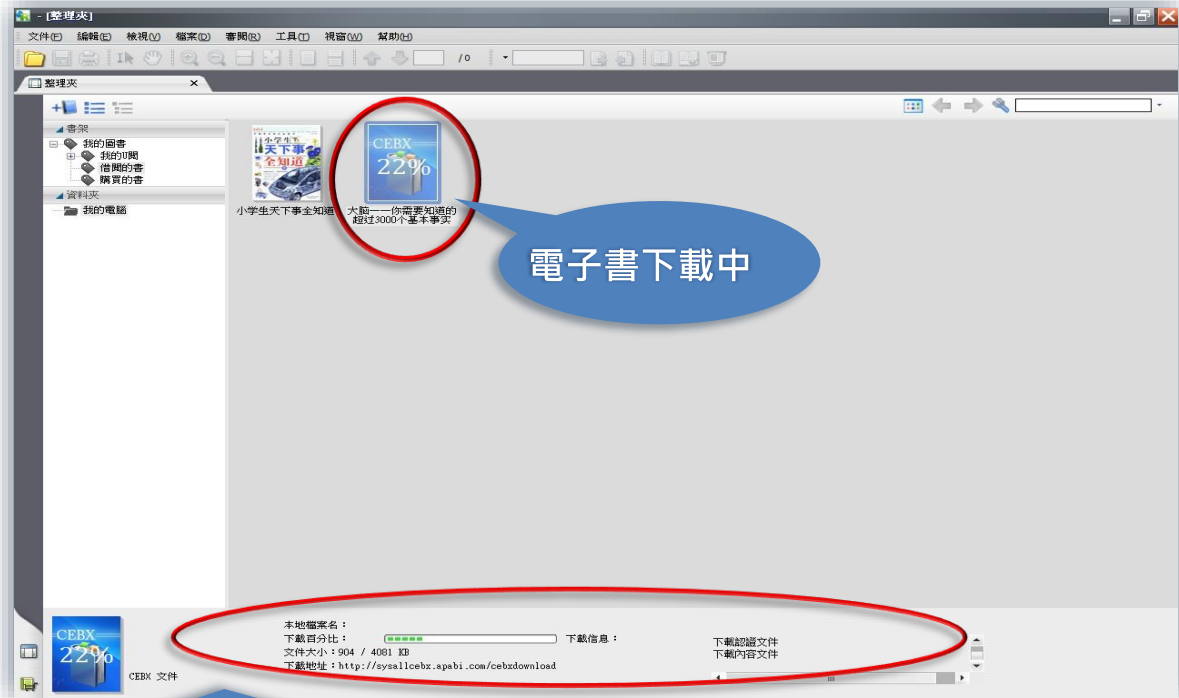 - [整理夾]
文件(F) 編輯(E) 檢視(V) 檔案(D) 審閱(R) 工具(T) 視窗(W) 幫助(H)
/ 0
整理夾 ×
書架
我的圖書
我的U閱
借閱的書
購買的書
資料夾
我的電腦
小学生
天下事
全知道
小学生天下事全知道
CEBX
22%
大脑——你需要知道的
超过3000个基本事实
電子書下載中
CEBX
22%
CEBX 文件
本地檔案名：
下載百分比： 下載信息：
文件大小：904 / 4081 KB
下載地址：http://sysallcebx.apabi.com/cebxdownload
下載認證文件
下載內容文件